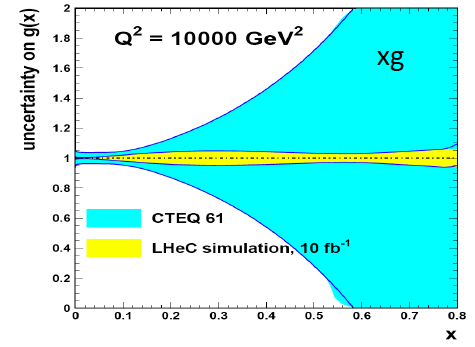 Q² = 10000 GeV²
xg
uncertainty on g(x)
2
1.8
1.6
1.4
1.2
1
0.8
0.6
0.4
0.2
0
CTEQ 61
LHeC simulation, 10 fb⁻¹
0 0.1 0.2 0.3 0.4 0.5 0.6 0.7 0.8
x